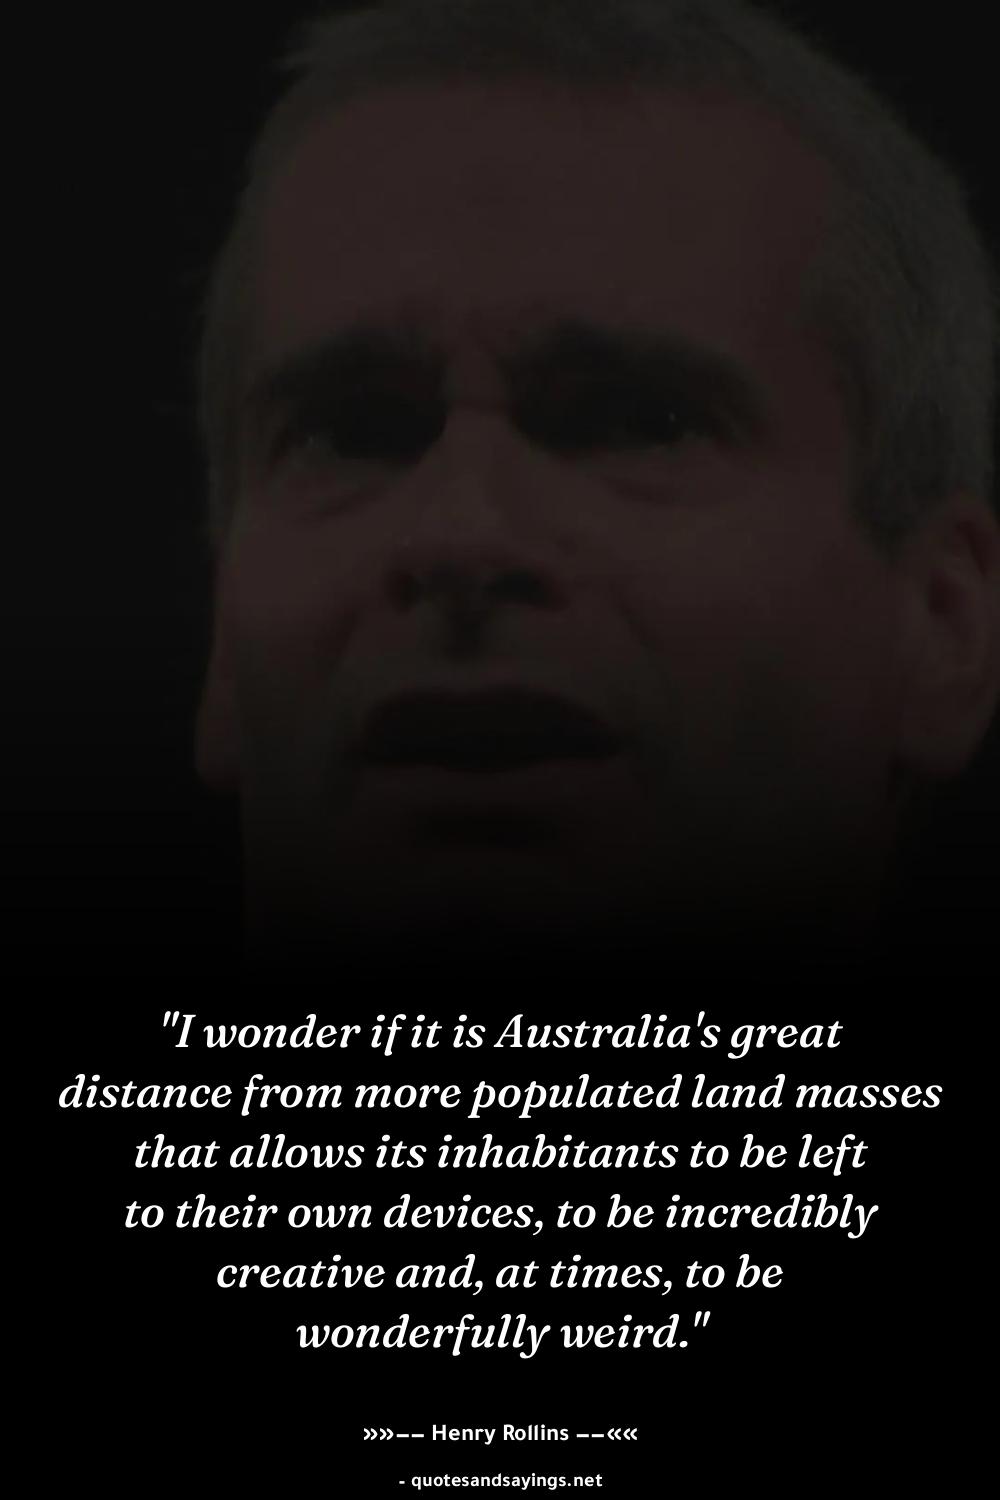 "I wonder if it is Australia's great
distance from more populated land masses
that allows its inhabitants to be left
to their own devices, to be incredibly
creative and, at times, to be
wonderfully weird."
»»–– Henry Rollins ––««
- quotesandsayings.net